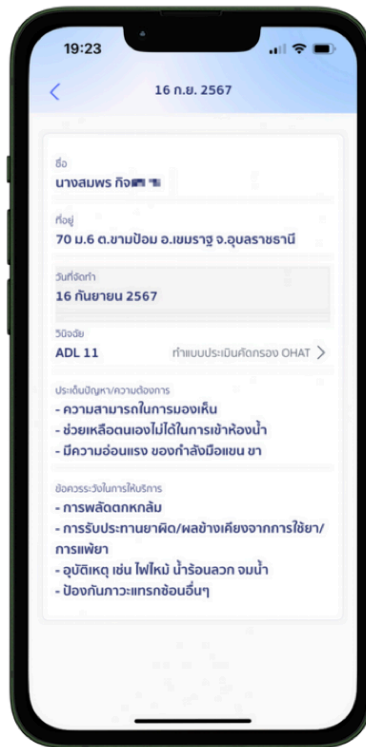 19:23
16 ก.ย. 2567
ชื่อ
นางสมพร กิจ
ที่อยู่
70 ม.6 ต.ขามป้อม อ.เขมราฐ จ.อุบลราชธานี
วันที่จัดทำ
16 กันยายน 2567
วินิจฉัย
ADL 11 ทำแบบประเมินคัดกรอง OHAT >
ประเด็นปัญหา/ความต้องการ
- ความสามารถในการมองเห็น
- ช่วยเหลือตนเองไม่ได้ในการเข้าห้องน้ำ
- มีความอ่อนแรง ของกำลังมือแขน ขา
ข้อควรระวังในการให้บริการ
- การพลัดตกหกล้ม
- การรับประทานยาผิด/ผลข้างเคียงจากการใช้ยา/
การแพ้ยา
- อุบัติเหตุ เช่น ไฟไหม้ น้ำร้อนลวก จมน้ำ
- ป้องกันภาวะแทรกซ้อนอื่นๆ